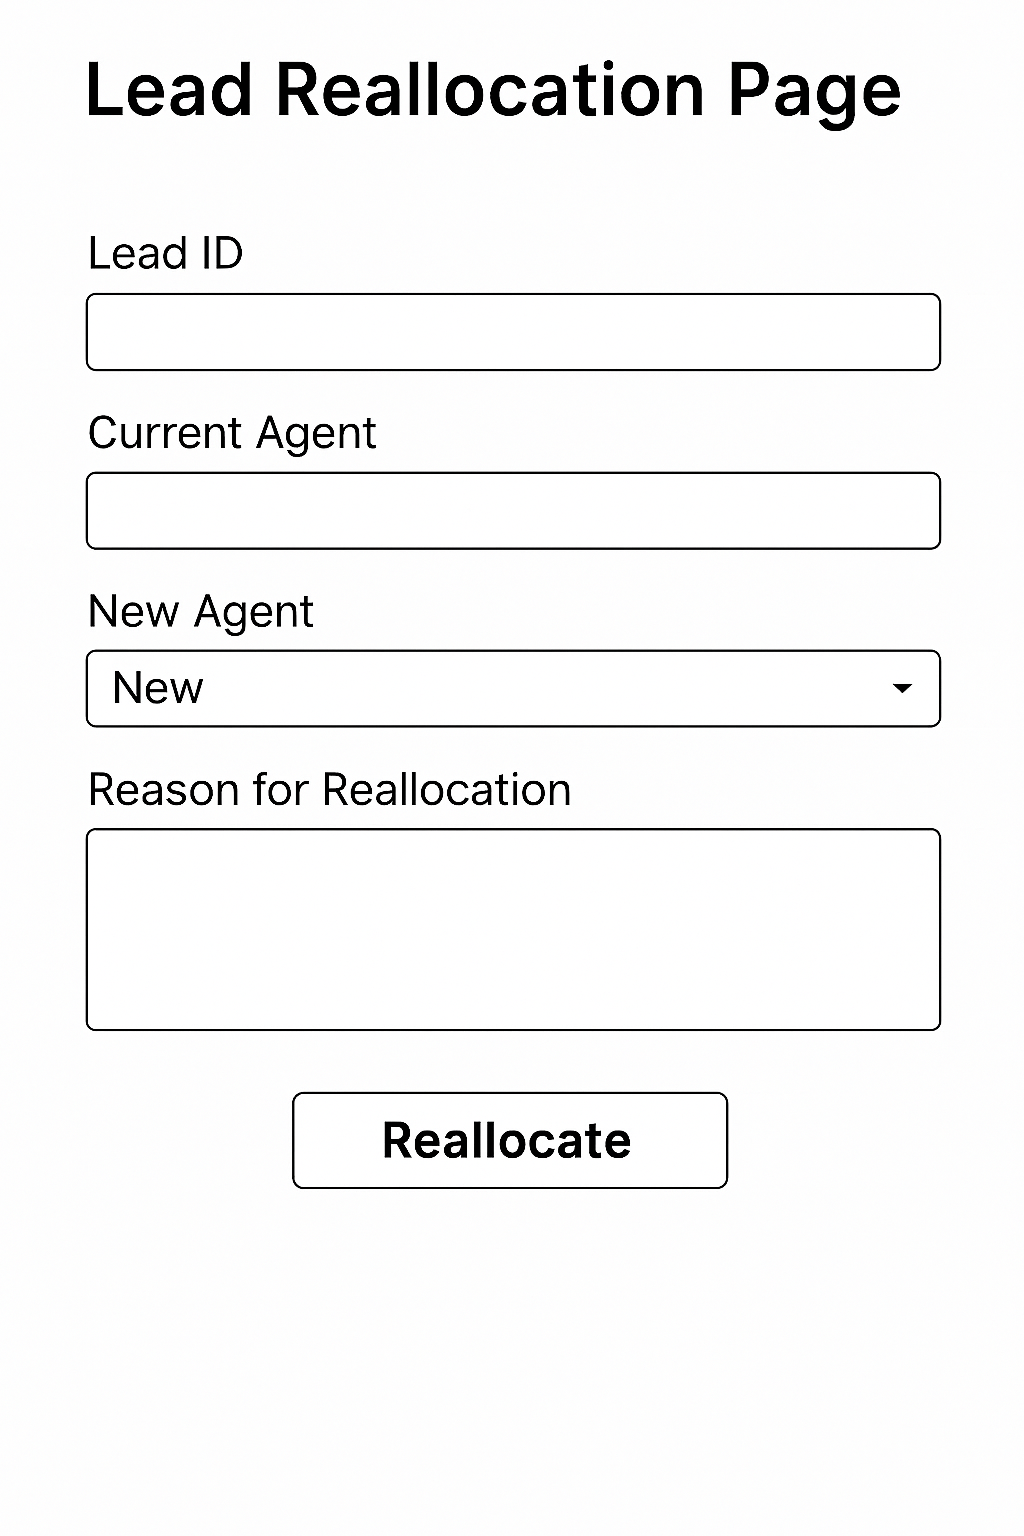 Lead Reallocation Page
Lead ID
Current Agent
New Agent
New
Reason for Reallocation
Reallocate